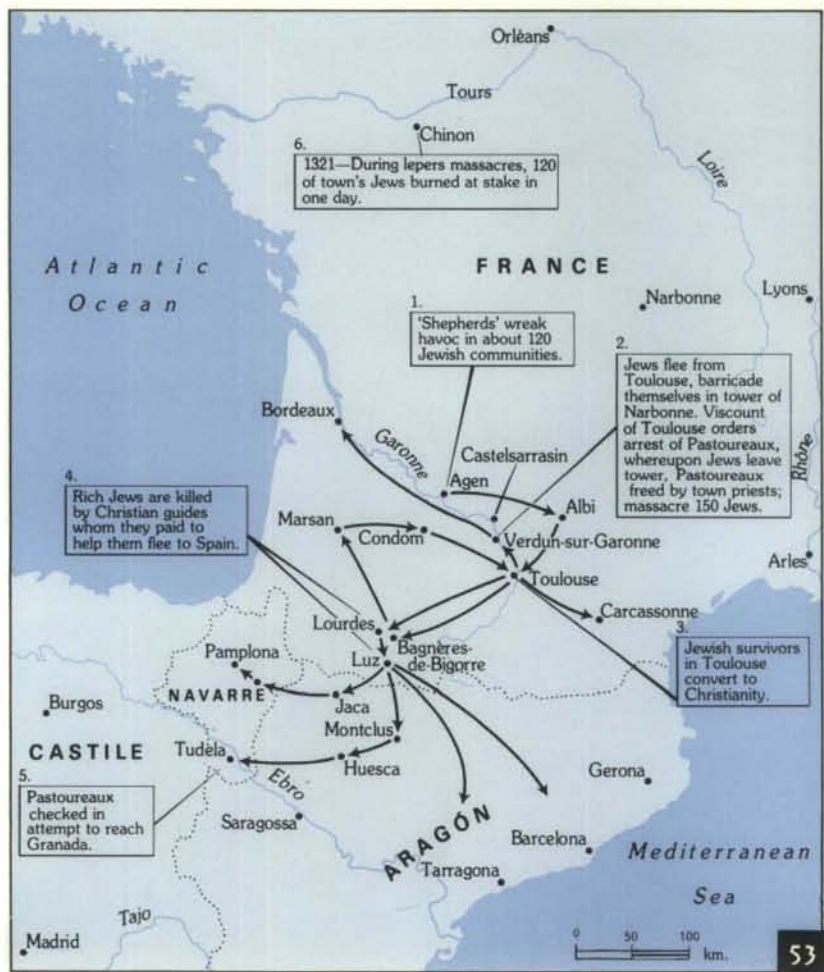 Orlèans
Tours
Chinon
6.
1321—During lepers massacres, 120
of town's Jews burned at stake in
one day.
Loire
Atlantic
Ocean
FRANCE
Narbonne
Lyons
1.
'Shepherds' wreak
havoc in about 120
Jewish communities.
2.
Jews flee from
Toulouse, barricade
themselves in tower of
Narbonne. Viscount
of Toulouse orders
arrest of Pastoureaux,
whereupon Jews leave
tower, Pastoureaux
freed by town priests;
massacre 150 Jews.
Rhône
Bordeaux
Garonne
Castelsarrasin
Agen
4.
Rich Jews are killed
by Christian guides
whom they paid to
help them flee to Spain.
Albi
Marsan
Condom
Verdun-sur-Garonne
Arles
Toulouse
Carcassonne
Lourdes
Bagnères-
de-Bigorre
3.
Jewish survivors
in Toulouse
convert to
Christianity.
Pamplona
Luz
NAVARRE
Burgos
Jaca
Montclus
CASTILE
Tudela
Huesca
Gerona
Ebro
5.
Pastoureaux
checked in
attempt to reach
Granada.
Saragossa
ARAGÓN
Barcelona
Tarragona
Mediterranean
Sea
Tajo
Madrid
0 50 100
km.
53